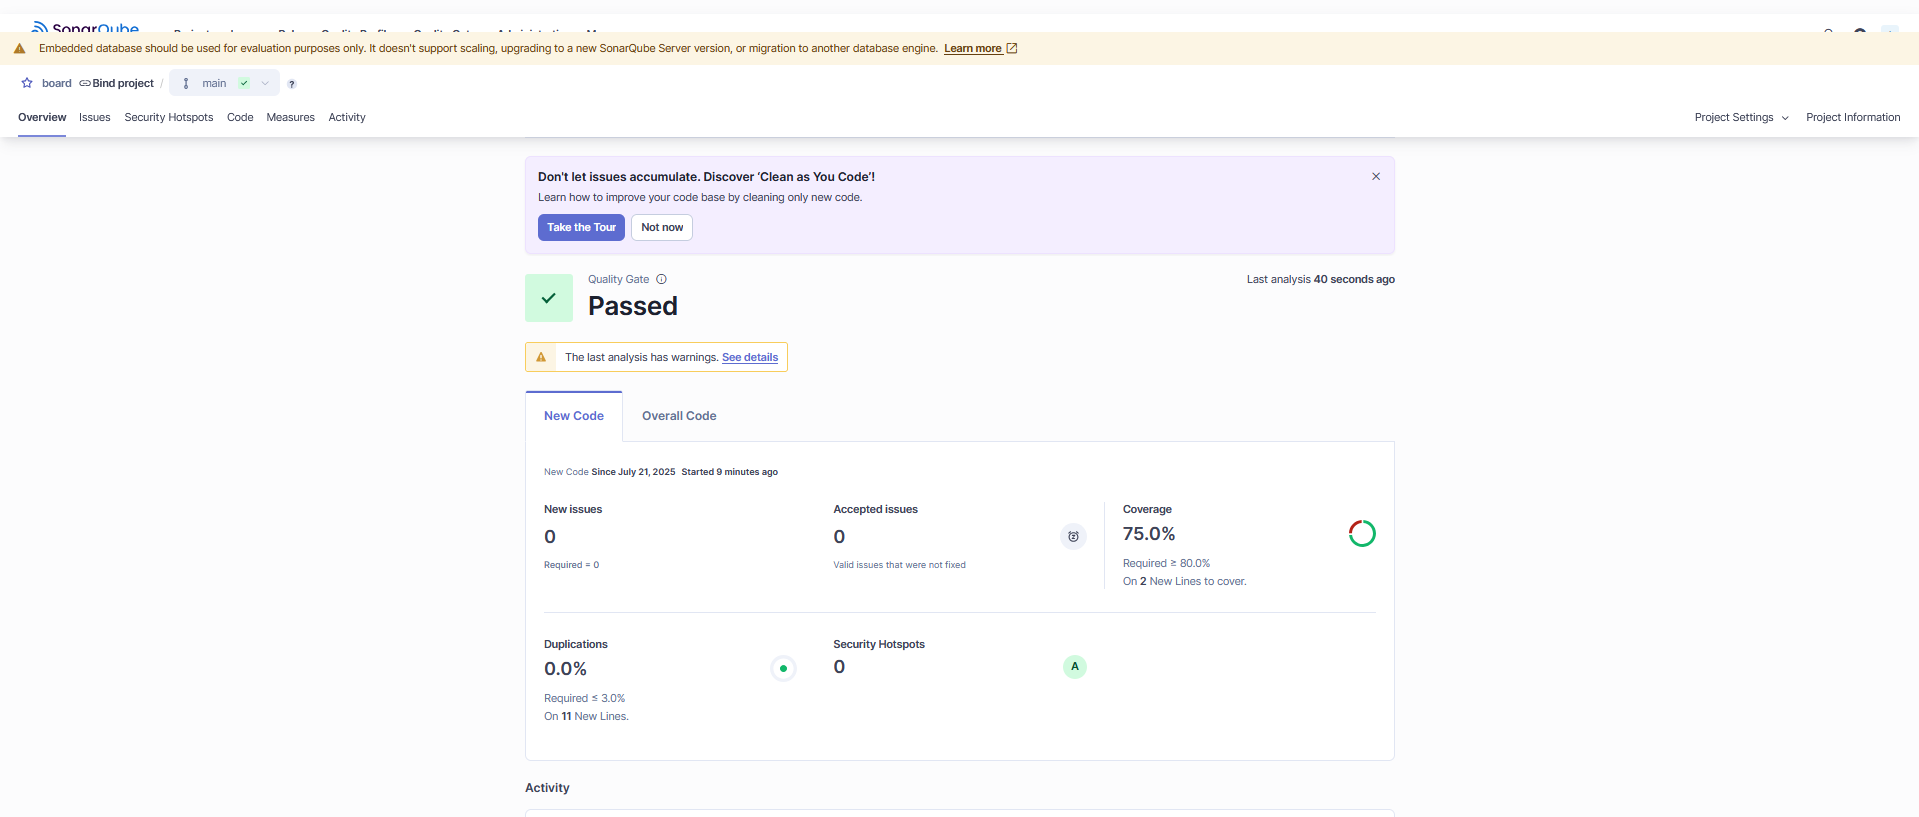 SonarQube
Embedded database should be used for evaluation purposes only. It doesn't support scaling, upgrading to a new SonarQube Server version, or migration to another database engine. Learn more
board Bind project / main ?
Overview Issues Security Hotspots Code Measures Activity Project Settings Project Information
Don't let issues accumulate. Discover ‘Clean as You Code’!
Learn how to improve your code base by cleaning only new code.
Take the Tour Not now
Quality Gate
Passed
Last analysis 40 seconds ago
The last analysis has warnings. See details
New Code Overall Code
New Code Since July 21, 2025 Started 9 minutes ago
New issues
0
Required = 0
Accepted issues
0
Valid issues that were not fixed
Coverage
75.0%
Required ≥ 80.0%
On 2 New Lines to cover.
Duplications
0.0%
Required ≤ 3.0%
On 11 New Lines.
Security Hotspots
0
A
Activity